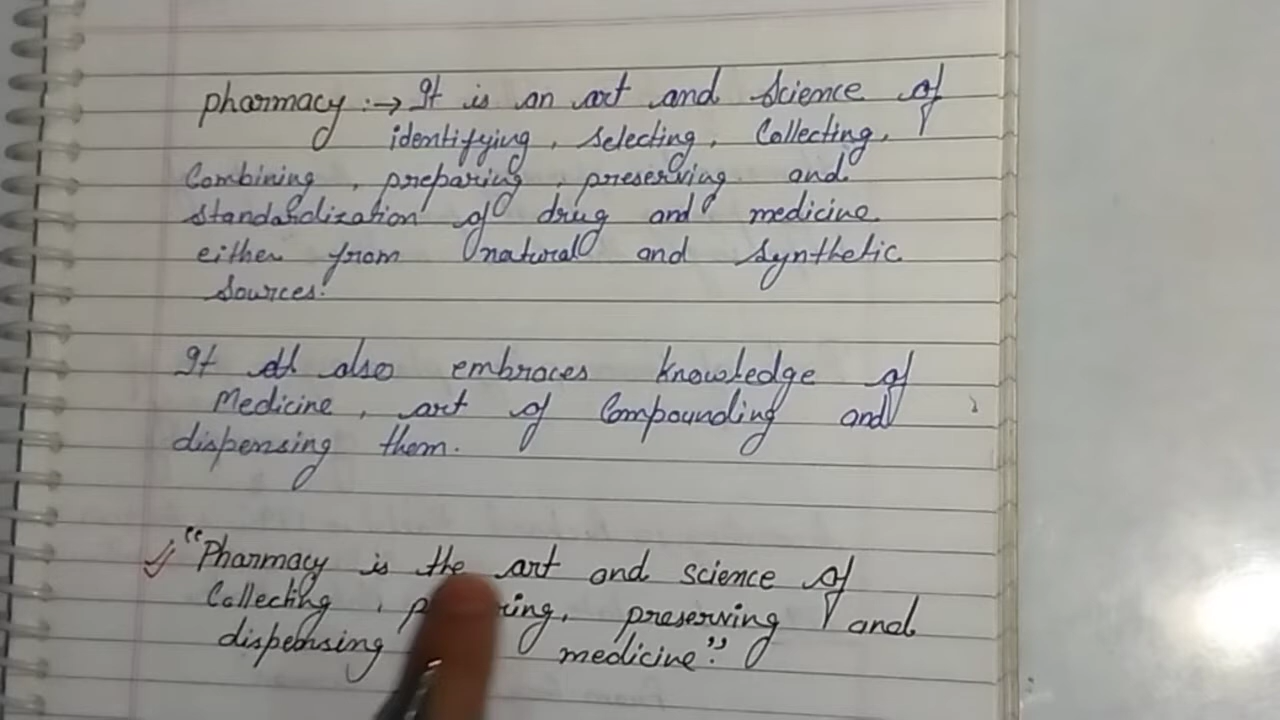 pharmacy :→ It is an art and science of
identifying, selecting, Collecting,
Combining, preparing, preserving and
standardization of drug and medicine
either from natural and synthetic
sources.
It also embraces knowledge of
Medicine, art of Compounding and
dispensing them.
"Pharmacy is the art and science of
Collecting, preserving and
dispensing medicine".